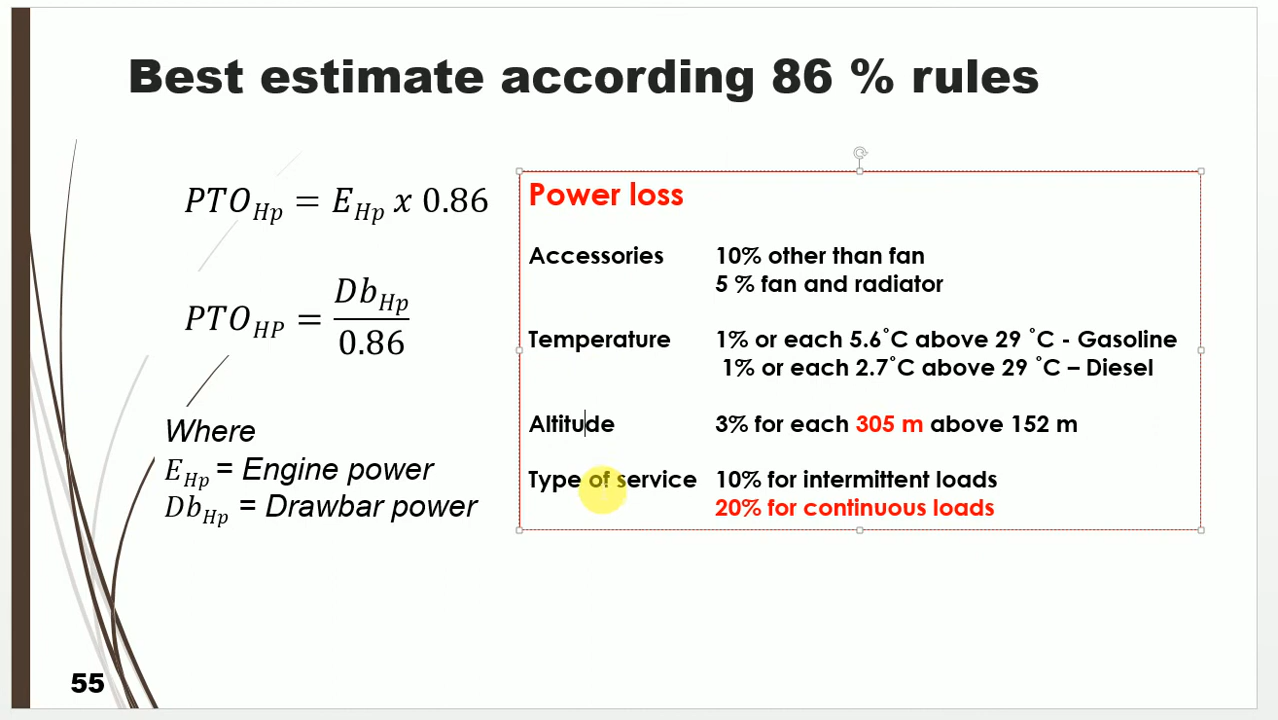 Best estimate according 86 % rules
PTO_Hp = E_Hp x 0.86
PTO_HP = Db_Hp / 0.86
Where
E_Hp = Engine power
Db_Hp = Drawbar power
Power loss
Accessories 10% other than fan
5 % fan and radiator
Temperature 1% or each 5.6˚C above 29 ˚C - Gasoline
1% or each 2.7˚C above 29 ˚C – Diesel
Altitude 3% for each 305 m above 152 m
Type of service 10% for intermittent loads
20% for continuous loads
55